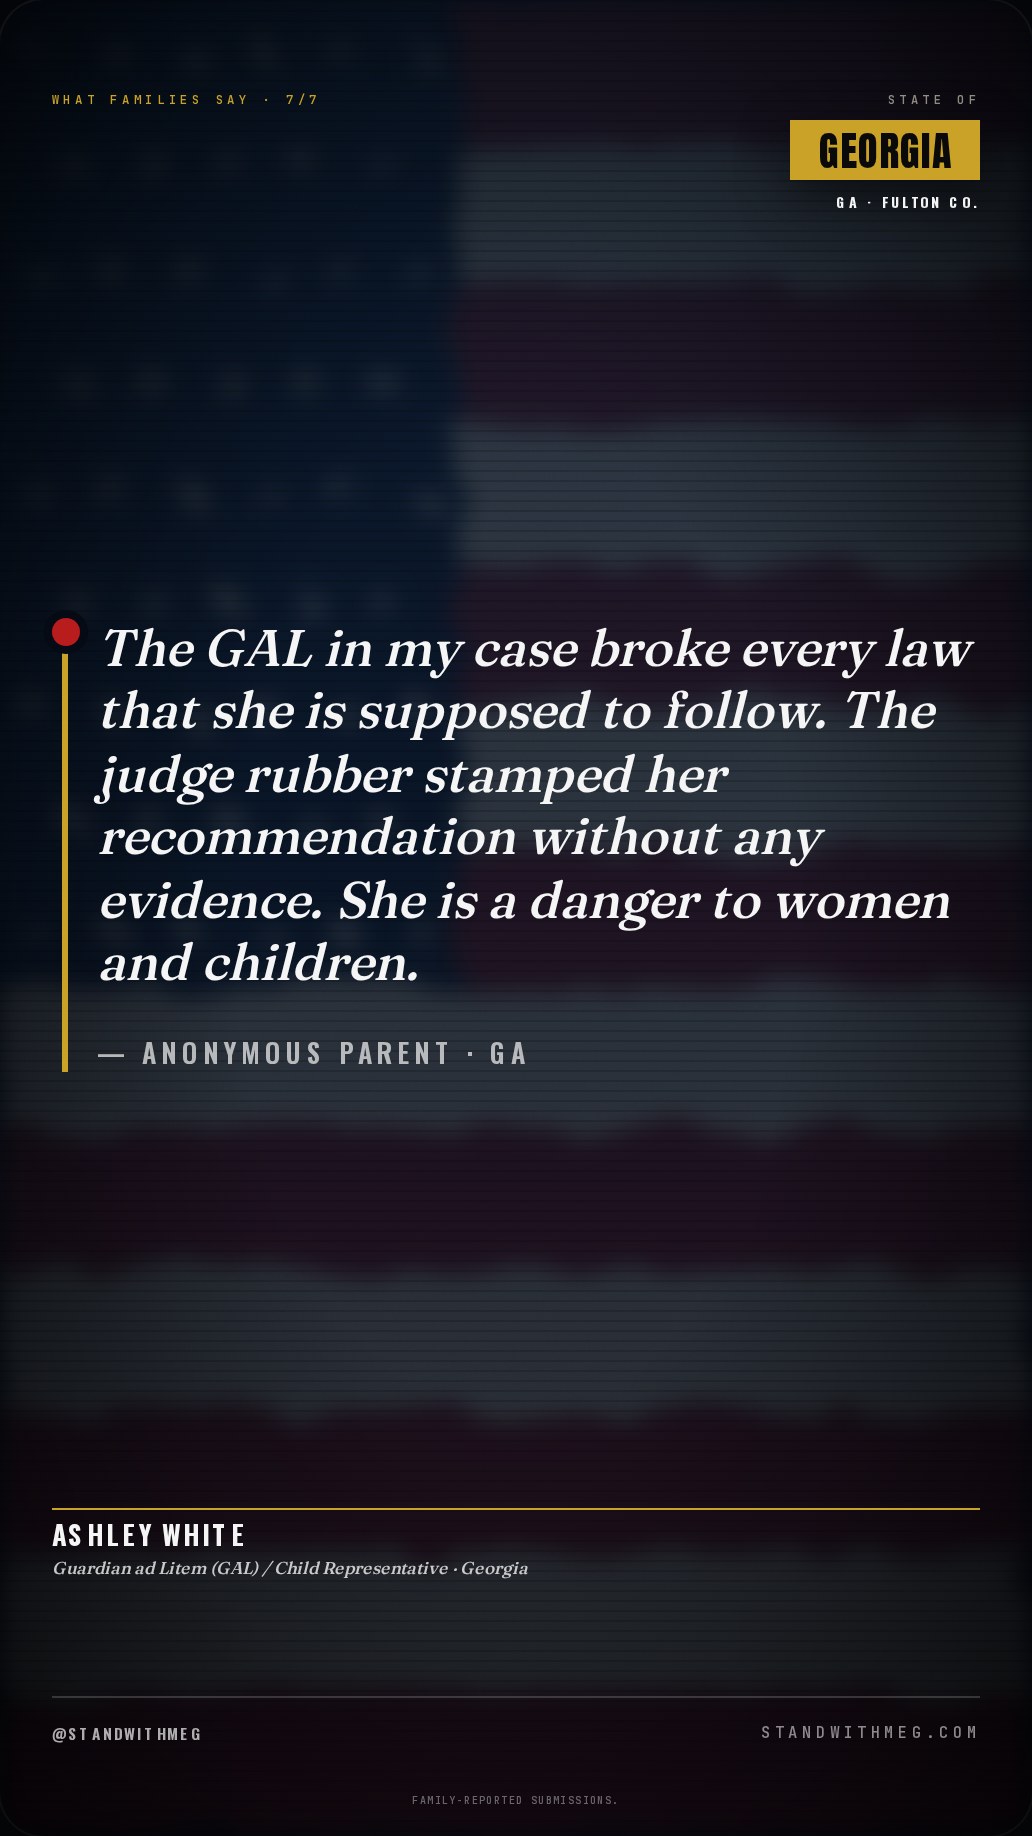 WHAT FAMILIES SAY · 7/7
STATE OF
GEORGIA
GA · FULTON CO.
The GAL in my case broke every law
that she is supposed to follow. The
judge rubber stamped her
recommendation without any
evidence. She is a danger to women
and children.
— ANONYMOUS PARENT · GA
ASHLEY WHITE
Guardian ad Litem (GAL) / Child Representative · Georgia
@STANDWITHMEG
STANDWITHMEG.COM
FAMILY-REPORTED SUBMISSIONS.